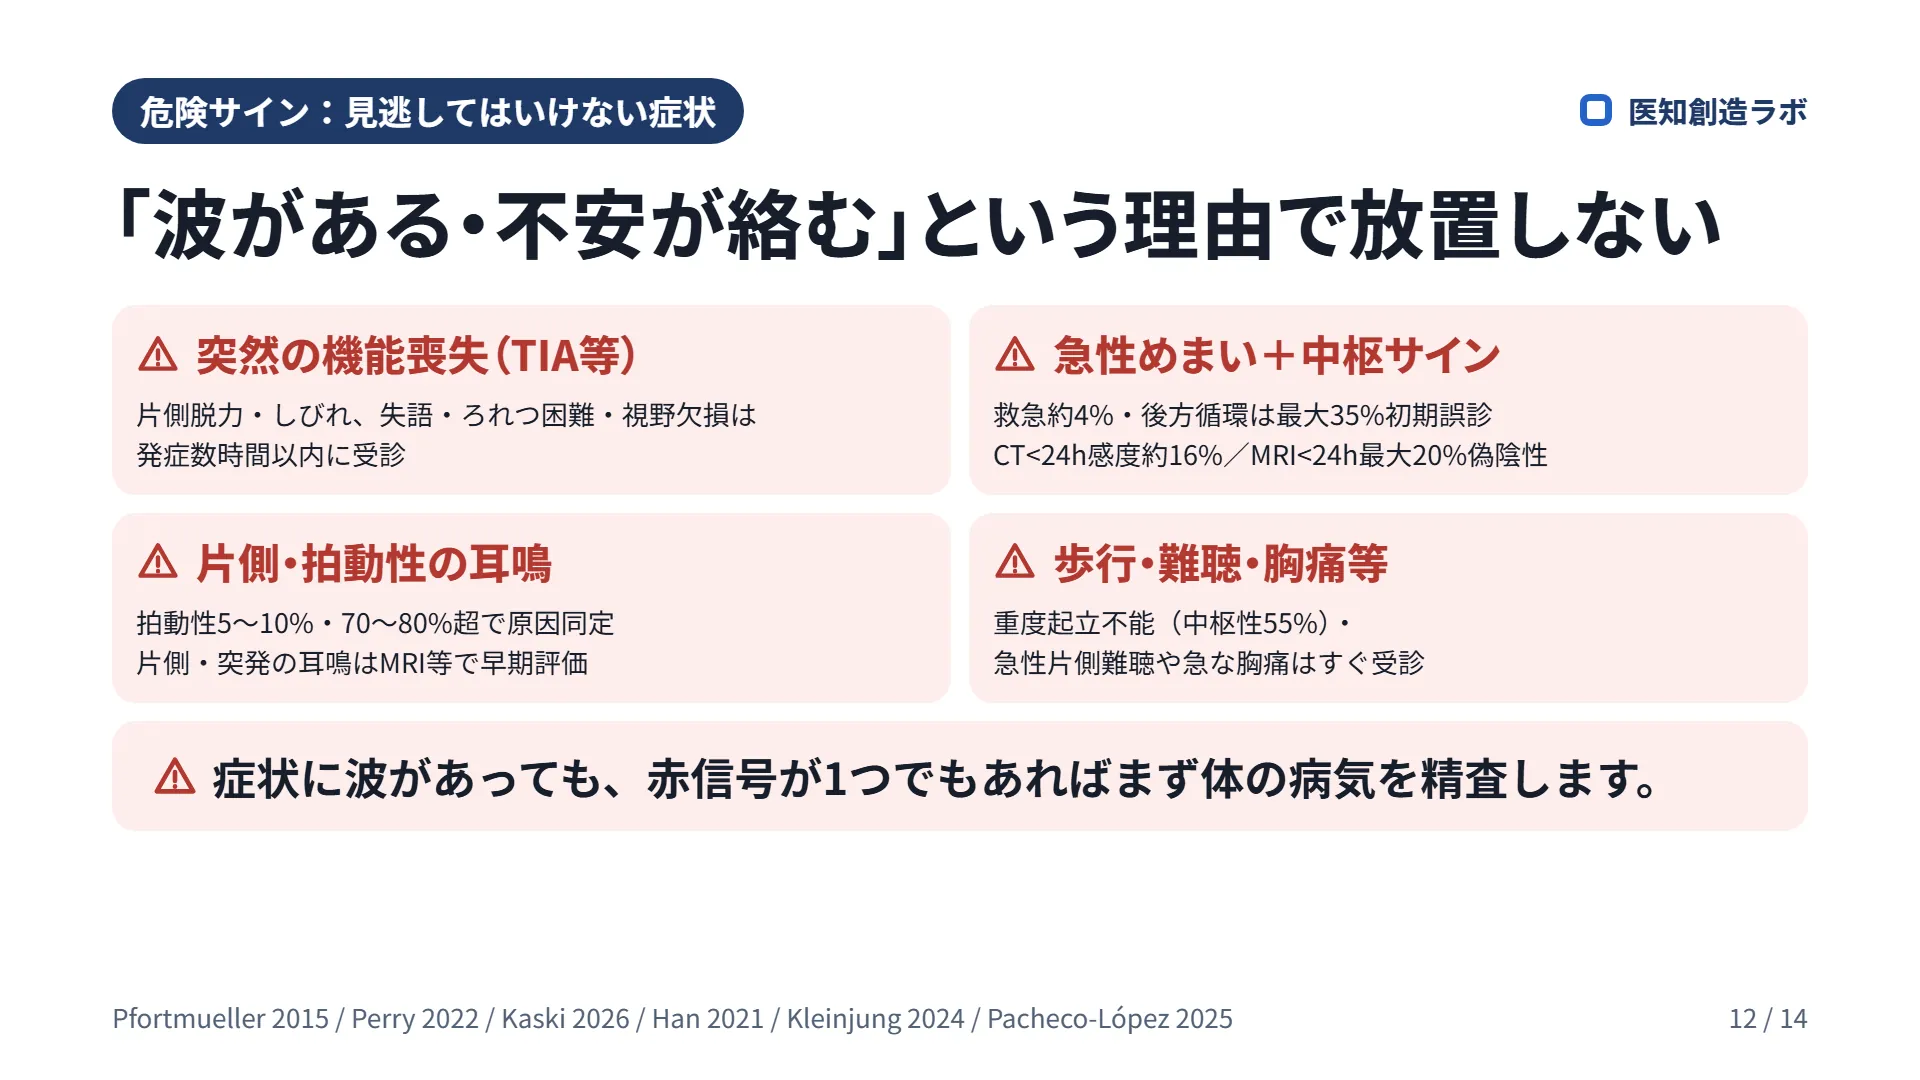 危険サイン：見逃してはいけない症状
医知創造ラボ
「波がある・不安が絡む」という理由で放置しない
突然の機能喪失（TIA等）
片側脱力・しびれ、失語・ろれつ困難・視野欠損は
発症数時間以内に受診
急性めまい＋中枢サイン
救急約4%・後方循環は最大35%初期誤診
CT<24h感度約16%／MRI<24h最大20%偽陰性
片側・拍動性の耳鳴
拍動性5〜10%・70〜80%超で原因同定
片側・突発の耳鳴はMRI等で早期評価
歩行・難聴・胸痛等
重度起立不能（中枢性55%）・
急性片側難聴や急な胸痛はすぐ受診
症状に波があっても、赤信号が1つでもあればまず体の病気を精査します。
Pfortmueller 2015 / Perry 2022 / Kaski 2026 / Han 2021 / Kleinjung 2024 / Pacheco-López 2025
12 / 14